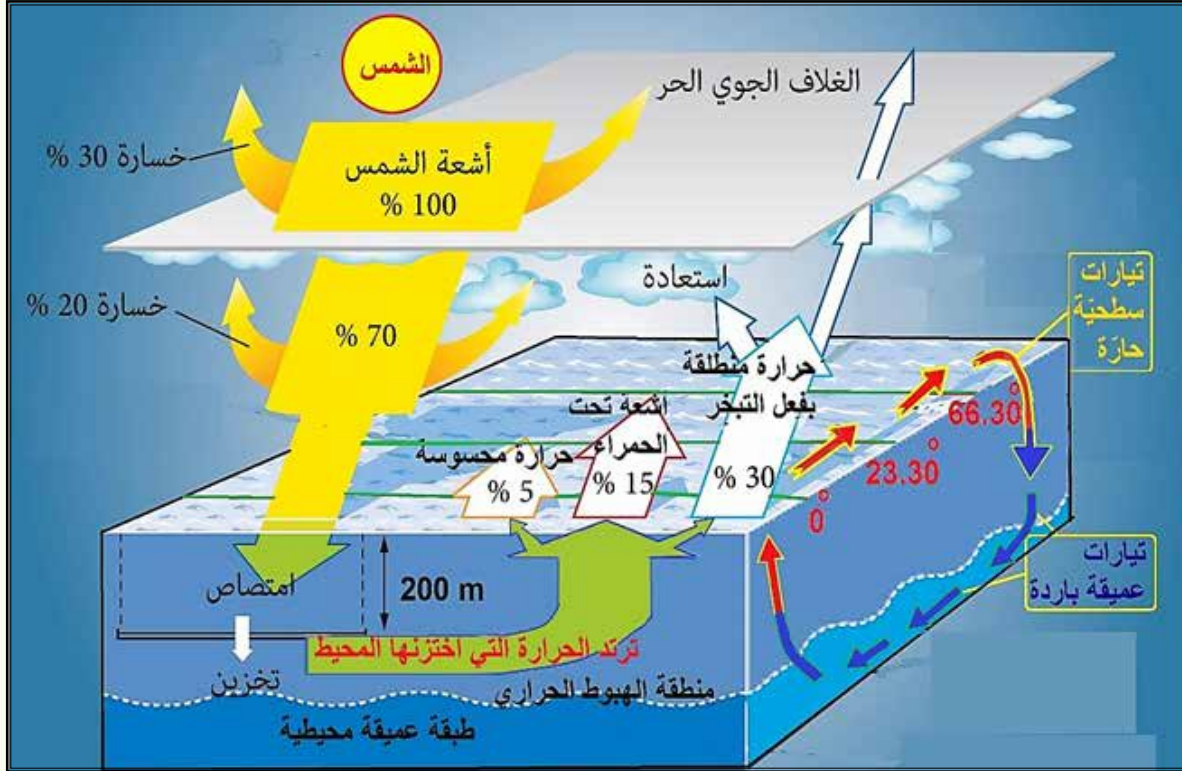 الشمس
الغلاف الجوي الحر
خسارة 30 %
أشعة الشمس
% 100
استعادة
تيارات
سطحيّة
حارّة
خسارة 20 %
% 70
حرارة منطلقة
بفعل التبخر
اشعة تحت
الحمراء
حرارة محسوسة
% 5
% 15
% 30
66.30°
23.30°
0°
تيارات
عميقة باردة
امتصاص
200 m
ترتد الحرارة التي اختزنها المحيط
تخزين
منطقة الهبوط الحراري
طبقة عميقة محيطية